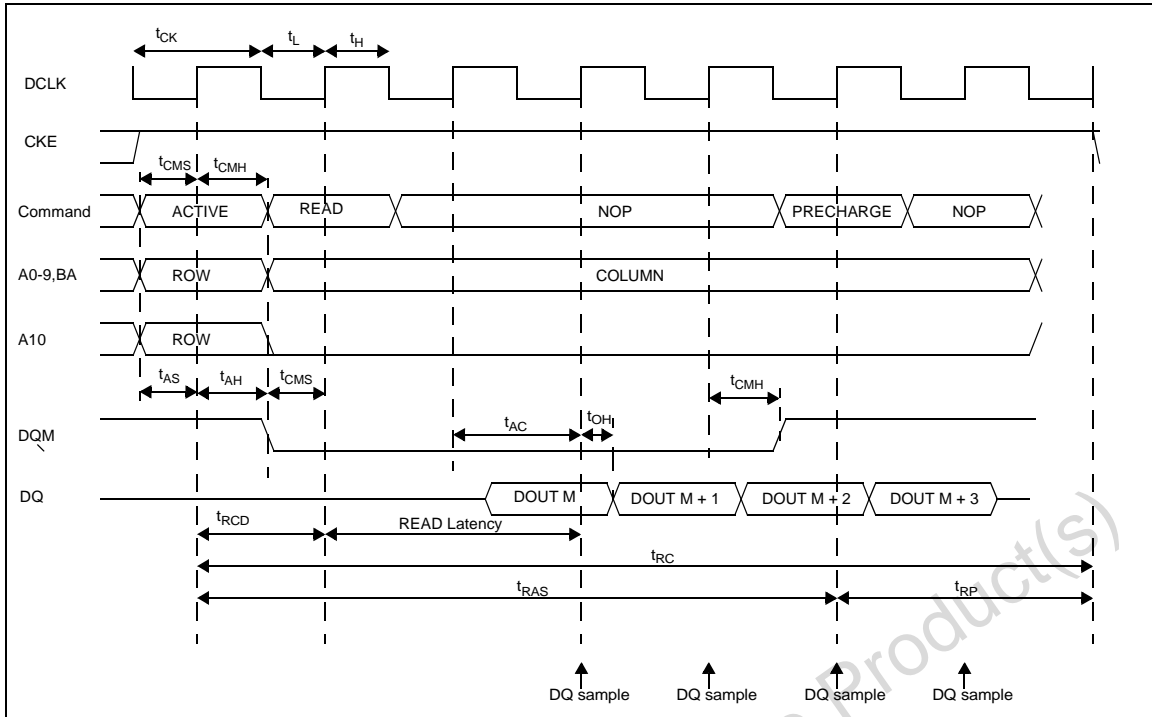 tCK tL tH
DCLK
CKE
tCMS tCMH
Command ACTIVE READ NOP PRECHARGE NOP
A0-9,BA ROW COLUMN
A10 ROW
tAS tAH tCMS tCMH
tAC tOH
DQM
DQ DOUT M DOUT M + 1 DOUT M + 2 DOUT M + 3
tRCD READ Latency
tRC
tRAS tRP
DQ sample DQ sample DQ sample DQ sample
Product(s)